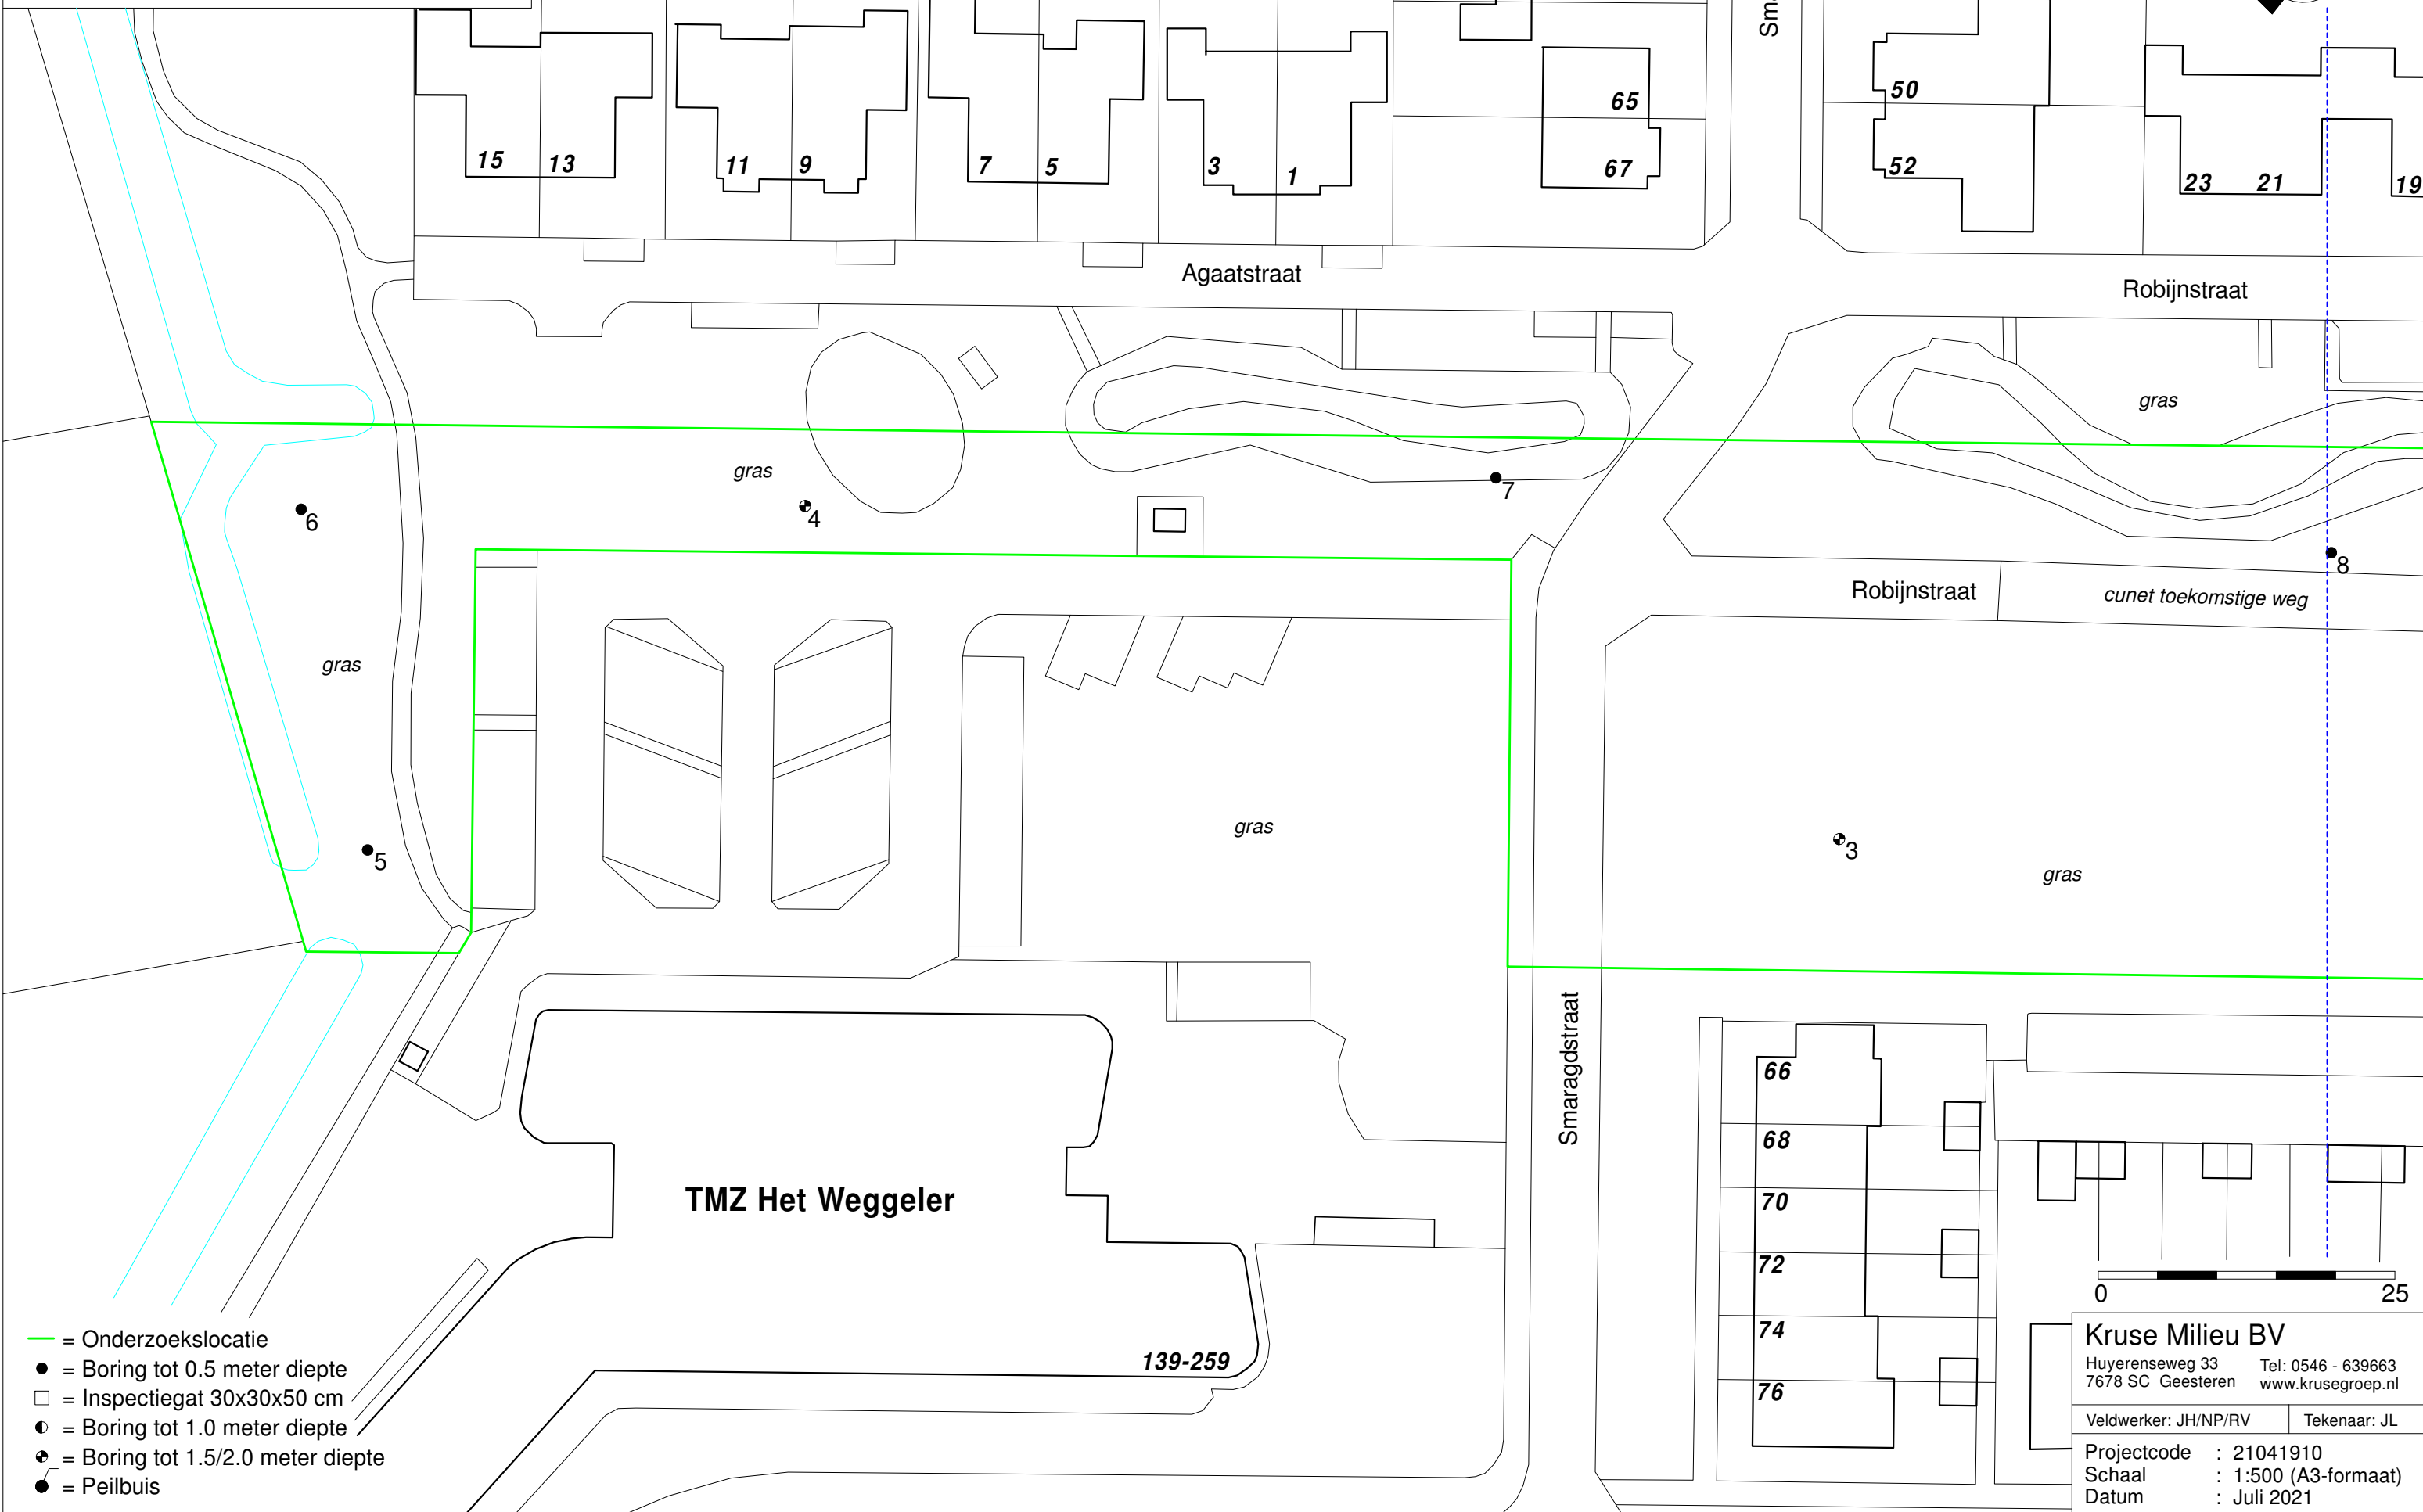 Sm
50
65
15 13 11 9 7 5 3 1 67 52 23 21 19
Agaatstraat
Robijnstraat
gras
gras
7
6
4
8
Robijnstraat
cunet toekomstige weg
gras
gras
3
5
gras
Smaragdstraat
66
68
TMZ Het Weggeler
70
72
74
76
139-259
0 25
= Onderzoekslocatie
= Boring tot 0.5 meter diepte
= Inspectiegat 30x30x50 cm
= Boring tot 1.0 meter diepte
= Boring tot 1.5/2.0 meter diepte
= Peilbuis
Kruse Milieu BV
Huyerenseweg 33 Tel: 0546 - 639663
7678 SC Geesteren www.krusegroep.nl
Veldwerker: JH/NP/RV Tekenaar: JL
Projectcode : 21041910
Schaal : 1:500 (A3-formaat)
Datum : Juli 2021